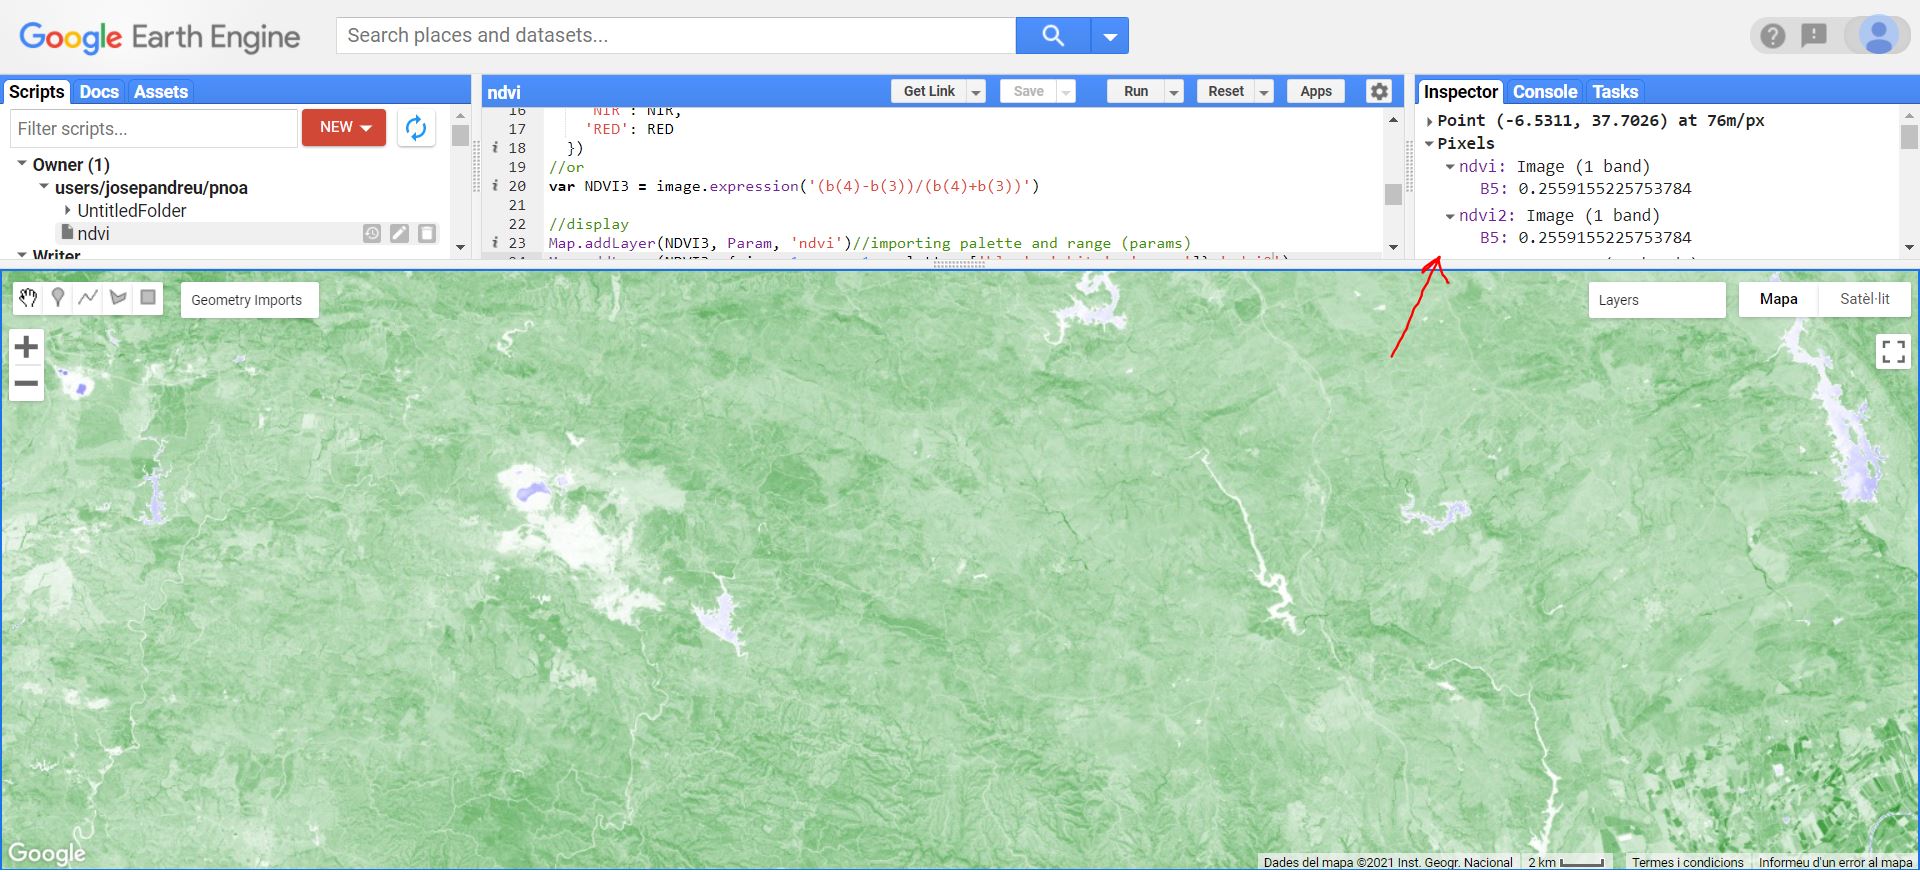 Google Earth Engine
Search places and datasets...
Scripts Docs Assets
Filter scripts...
NEW
Owner (1)
users/josepandreu/pnoa
UntitledFolder
ndvi
Writer
ndvi
Get Link Save Run Reset Apps
16 'NIR': NIR,
17 'RED': RED
i 18 })
19 //or
i 20 var NDVI3 = image.expression('(b(4)-b(3))/(b(4)+b(3))')
21
22 //display
i 23 Map.addLayer(NDVI3, Param, 'ndvi')//importing palette and range (params)
Inspector Console Tasks
Point (-6.5311, 37.7026) at 76m/px
Pixels
ndvi: Image (1 band)
B5: 0.2559155225753784
ndvi2: Image (1 band)
B5: 0.2559155225753784
Geometry Imports
Layers
Mapa Satèl·lit
Google
Dades del mapa ©2021 Inst. Geogr. Nacional 2 km Termes i condicions Informeu d'un error al mapa